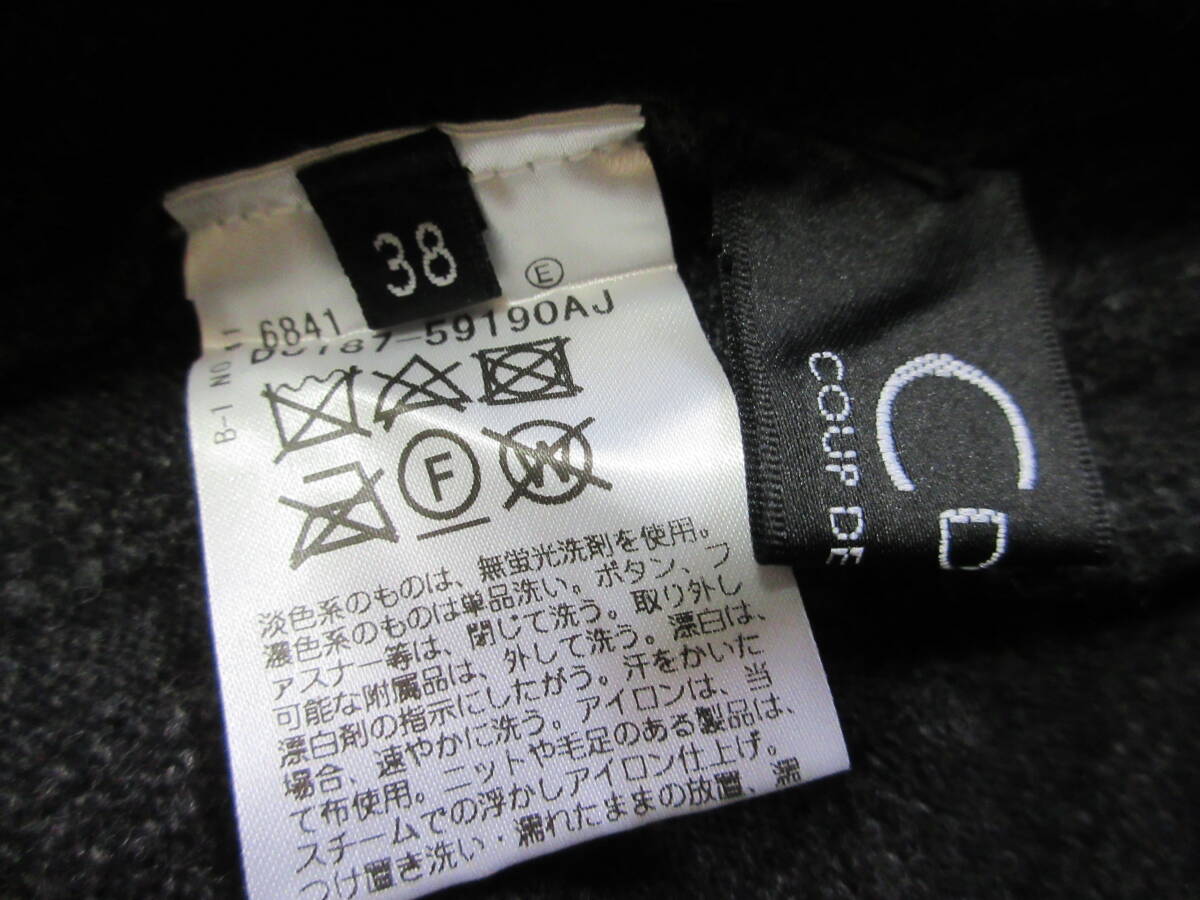 38
E
B-1 NO
6841
-59190AJ
F
W
淡色系のものは、無蛍光洗剤を使用。
濃色系のものは単品洗い。ボタン、フ
ァスナー等は、閉じて洗う。取り外し
可能な附属品は、外して洗う。漂白は、
漂白剤の指示にしたがう。汗をかいた
場合、速やかに洗う。アイロンは、当
て布使用。ニットや毛足のある製品は、
スチームでの浮かしアイロン仕上げ。
つけ置き洗い・濡れたままの放置、
CD
COUP DE